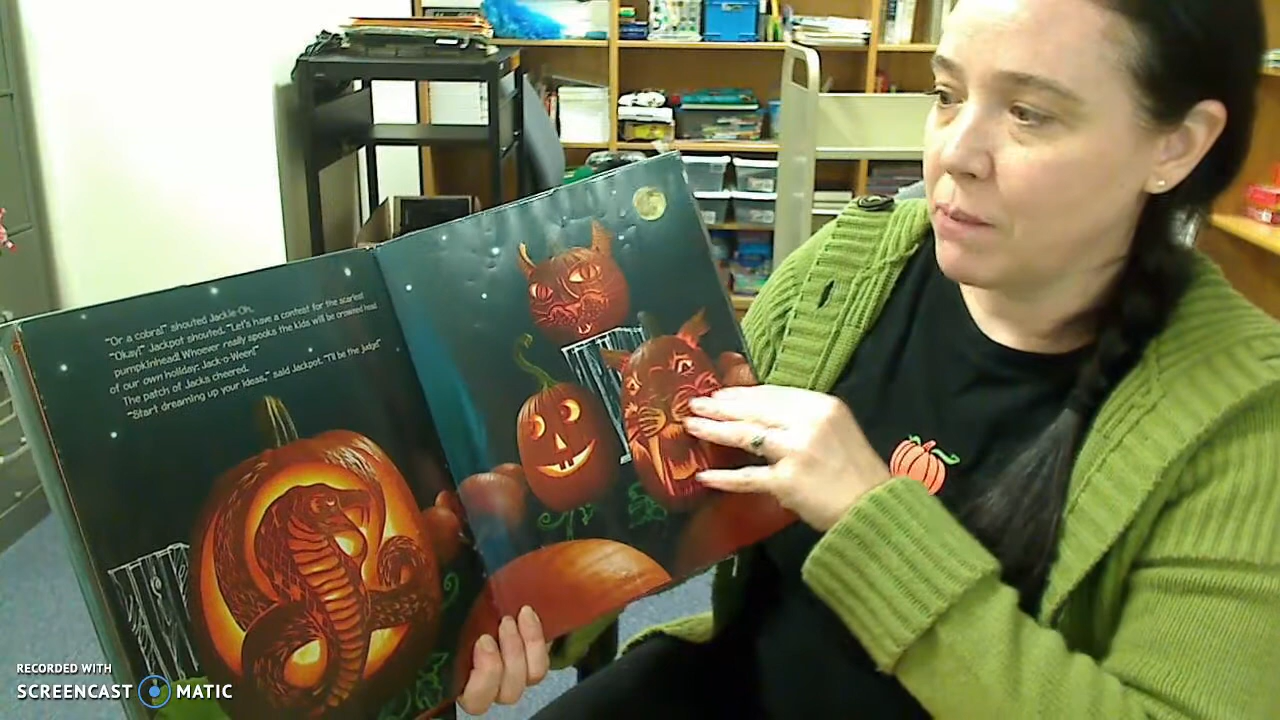 "Or a cobra!" shouted Jackie-Oh.
"Okay!" Jackpot shouted. "Let's have a contest for the scariest
pumpkinhead! Whoever really spooks the kids will be crowned head
of our own holiday: Jack-o-Ween!"
The patch of Jacks cheered.
"Start dreaming up your ideas," said Jackpot. "I'll be the judge!"
RECORDED WITH
SCREENCAST MATIC